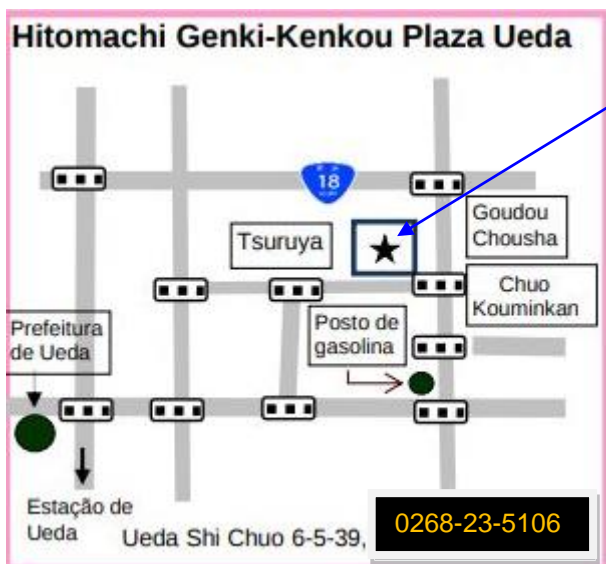 Hitomachi Genki-Kenkou Plaza Ueda
18
Goudou
Chousha
Tsuruya
Chuo
Kouminkan
Prefeitura
de Ueda
Posto de
gasolina
Estação de
Ueda
Ueda Shi Chuo 6-5-39,
0268-23-5106